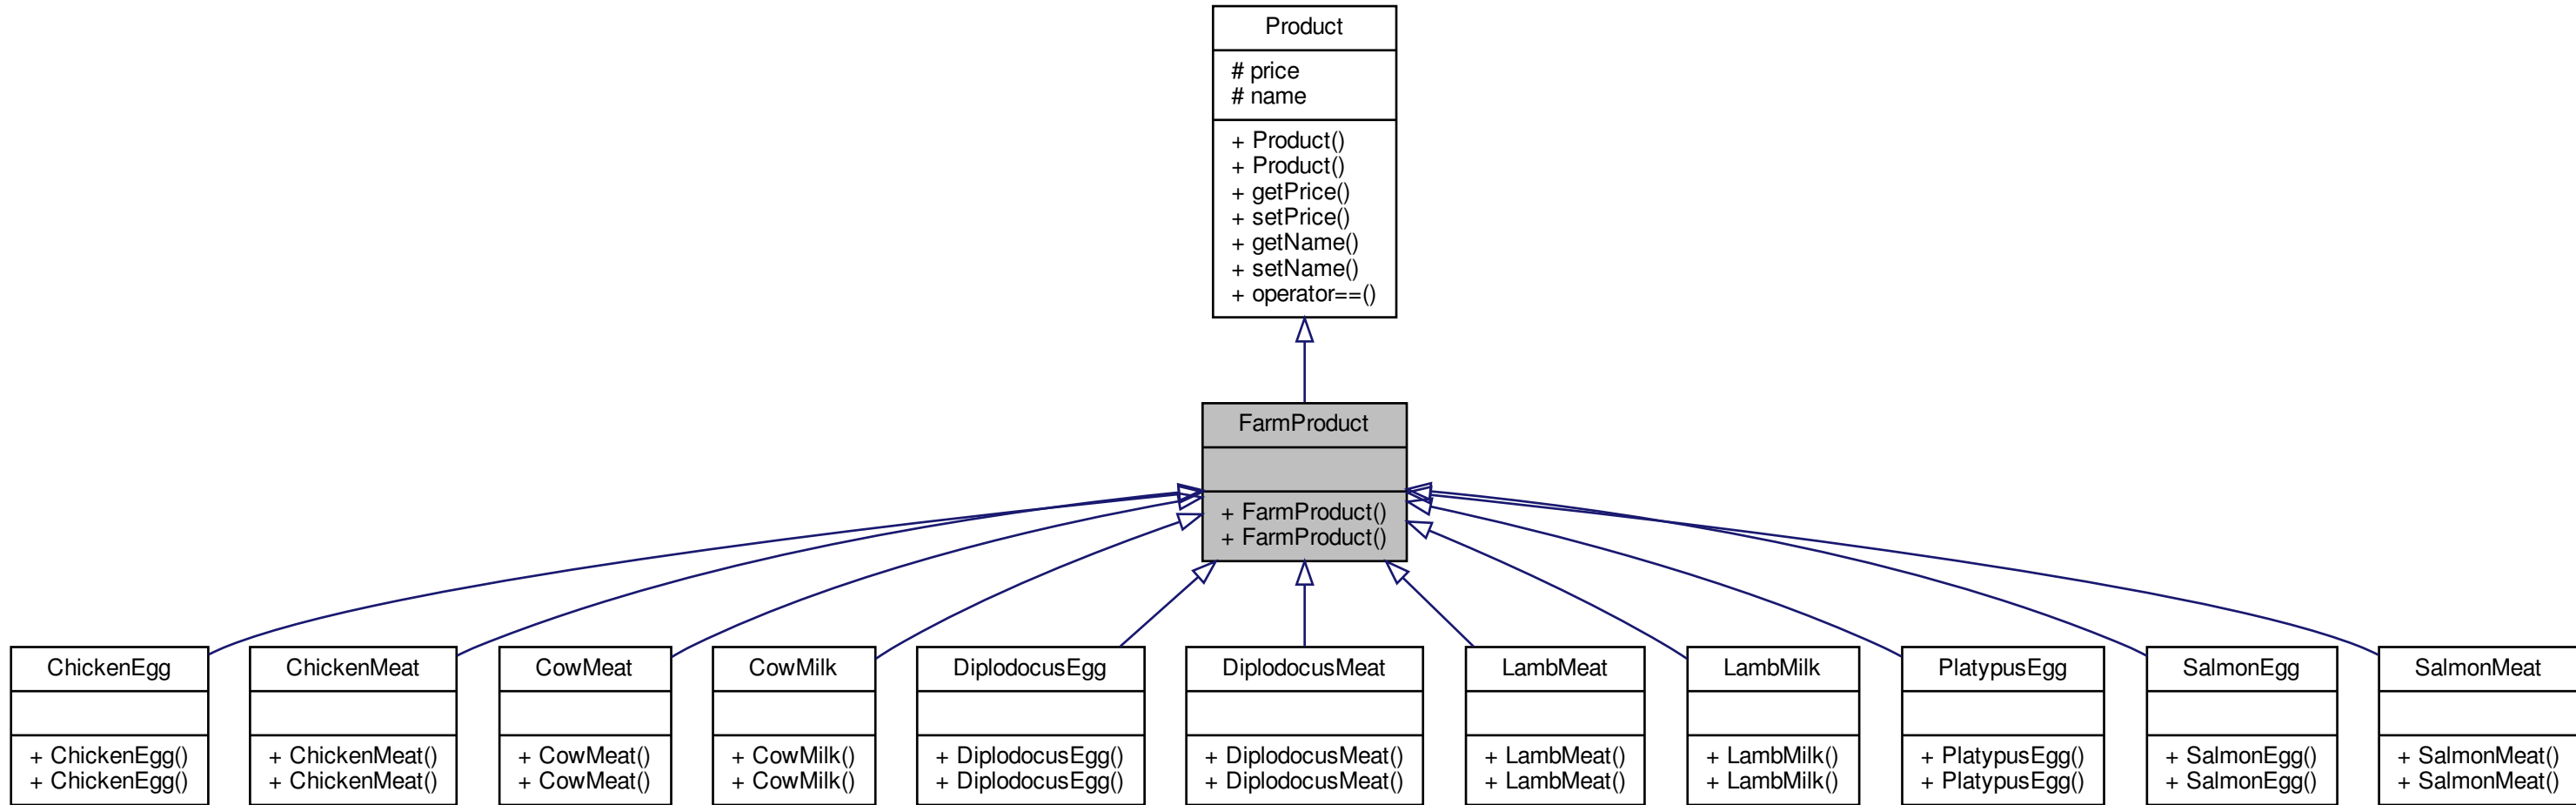 Product
# price
# name
+ Product()
+ Product()
+ getPrice()
+ setPrice()
+ getName()
+ setName()
+ operator==()
FarmProduct
+ FarmProduct()
+ FarmProduct()
ChickenEgg
+ ChickenEgg()
+ ChickenEgg()
ChickenMeat
+ ChickenMeat()
+ ChickenMeat()
CowMeat
+ CowMeat()
+ CowMeat()
CowMilk
+ CowMilk()
+ CowMilk()
DiplodocusEgg
+ DiplodocusEgg()
+ DiplodocusEgg()
DiplodocusMeat
+ DiplodocusMeat()
+ DiplodocusMeat()
LambMeat
+ LambMeat()
+ LambMeat()
LambMilk
+ LambMilk()
+ LambMilk()
PlatypusEgg
+ PlatypusEgg()
+ PlatypusEgg()
SalmonEgg
+ SalmonEgg()
+ SalmonEgg()
SalmonMeat
+ SalmonMeat()
+ SalmonMeat()